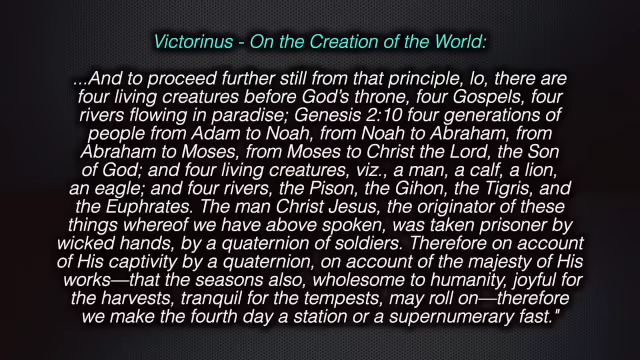 Victorinus - On the Creation of the World:
...And to proceed further still from that principle, lo, there are
four living creatures before God's throne, four Gospels, four
rivers flowing in paradise; Genesis 2:10 four generations of
people from Adam to Noah, from Noah to Abraham, from
Abraham to Moses, from Moses to Christ the Lord, the Son
of God; and four living creatures, viz., a man, a calf, a lion,
an eagle; and four rivers, the Pison, the Gihon, the Tigris, and
the Euphrates. The man Christ Jesus, the originator of these
things whereof we have above spoken, was taken prisoner by
wicked hands, by a quaternion of soldiers. Therefore on account
of His captivity by a quaternion, on account of the majesty of His
works—that the seasons also, wholesome to humanity, joyful for
the harvests, tranquil for the tempests, may roll on—therefore
we make the fourth day a station or a supernumerary fast."